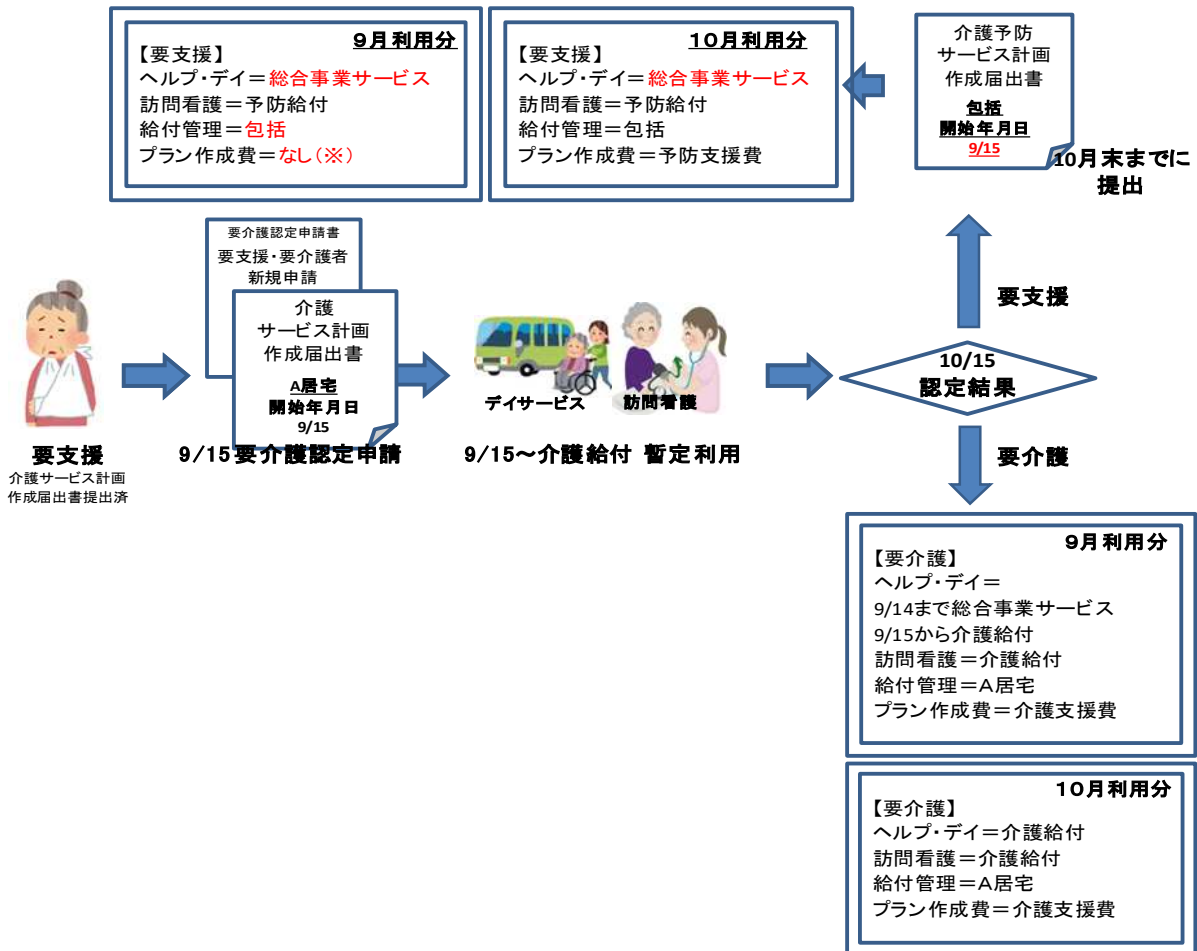 ９月利用分
【要支援】
ヘルプ・デイ＝総合事業サービス
訪問看護＝予防給付
給付管理＝包括
プラン作成費＝なし（※）
１０月利用分
【要支援】
ヘルプ・デイ＝総合事業サービス
訪問看護＝予防給付
給付管理＝包括
プラン作成費＝予防支援費
介護予防
サービス計画
作成届出書
包括
開始年月日
9/15
10月末までに
提出
要介護認定申請書
要支援・要介護者
新規申請
介護
サービス計画
作成届出書
A居宅
開始年月日
9/15
デイサービス
訪問看護
要支援
介護サービス計画
作成届出書提出済
9/15要介護認定申請
9/15～介護給付 暫定利用
10/15
認定結果
要支援
要介護
９月利用分
【要介護】
ヘルプ・デイ＝
9/14まで総合事業サービス
9/15から介護給付
訪問看護＝介護給付
給付管理＝Ａ居宅
プラン作成費＝介護支援費
１０月利用分
【要介護】
ヘルプ・デイ＝介護給付
訪問看護＝介護給付
給付管理＝Ａ居宅
プラン作成費＝介護支援費